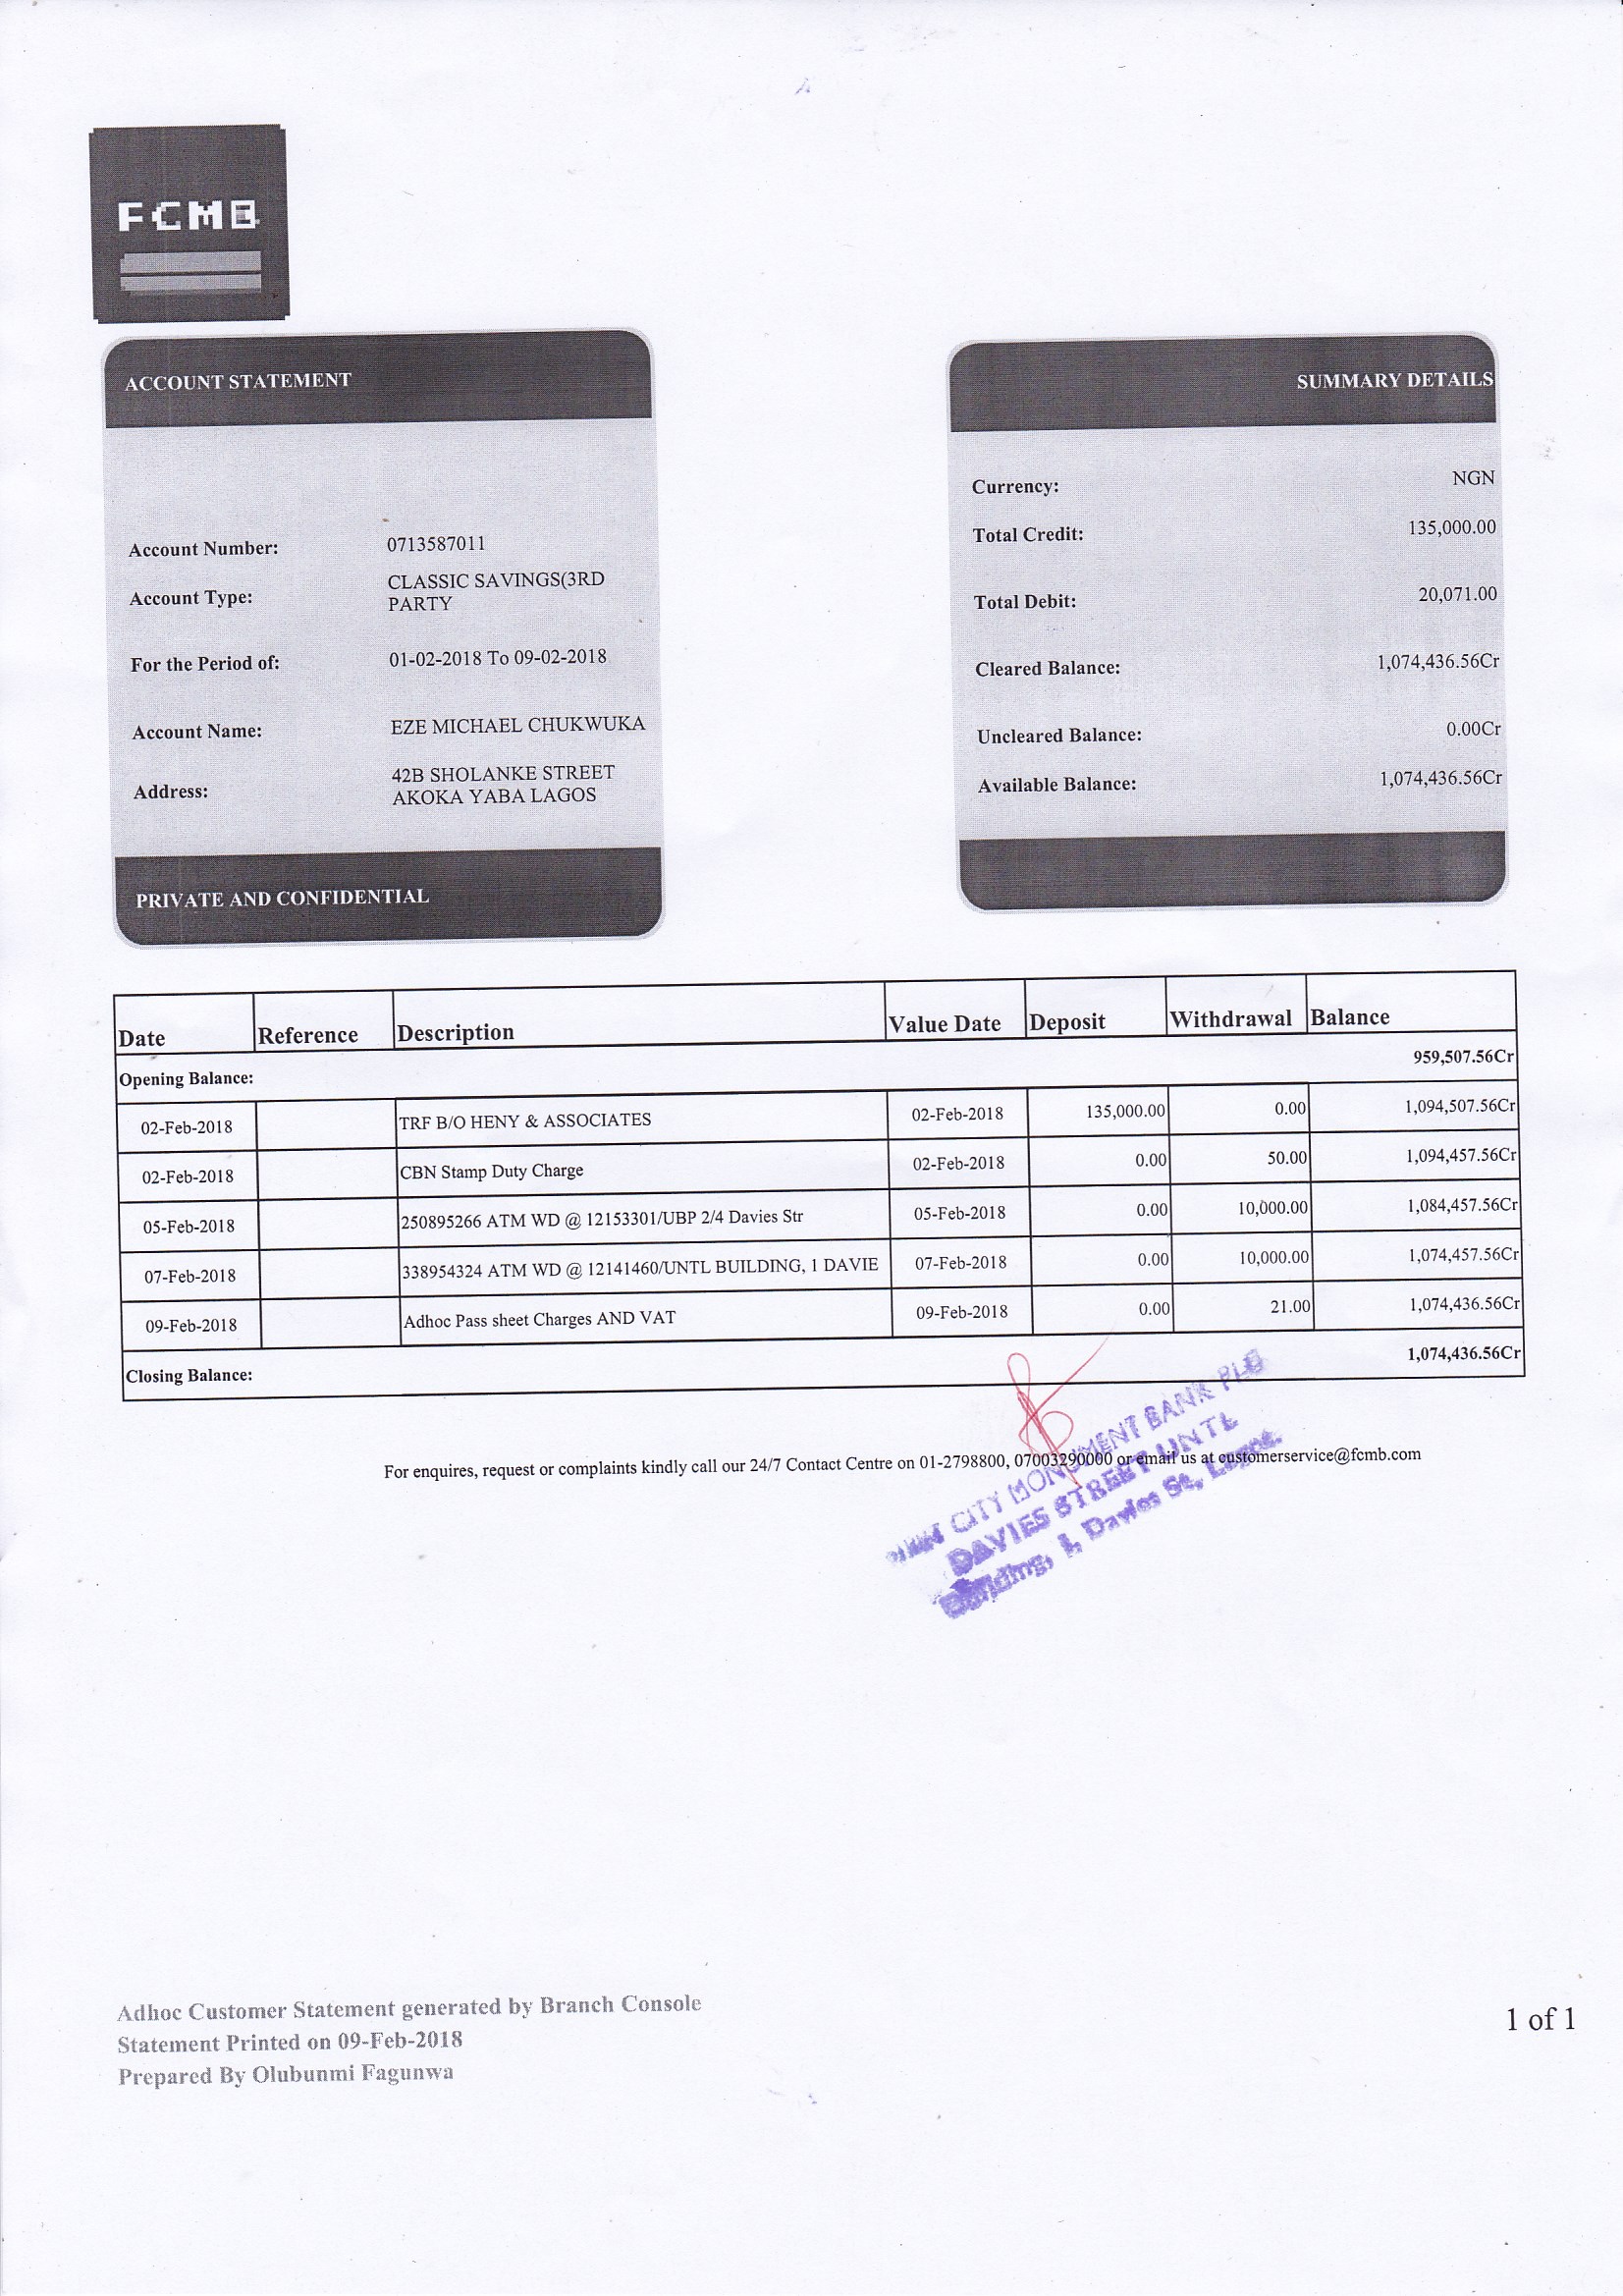 FCMB
ACCOUNT STATEMENT
Account Number: 0713587011
Account Type: CLASSIC SAVINGS(3RD
PARTY
For the Period of: 01-02-2018 To 09-02-2018
Account Name: EZE MICHAEL CHUKWUKA
Address: 42B SHOLANKE STREET
AKOKA YABA LAGOS
PRIVATE AND CONFIDENTIAL
SUMMARY DETAILS
Currency: NGN
Total Credit: 135,000.00
Total Debit: 20,071.00
Cleared Balance: 1,074,436.56Cr
Uncleared Balance: 0.00Cr
Available Balance: 1,074,436.56Cr
Date Reference Description Value Date Deposit Withdrawal Balance
Opening Balance: 959,507.56Cr
02-Feb-2018 TRF B/O HENY & ASSOCIATES 02-Feb-2018 135,000.00 0.00 1,094,507.56Cr
02-Feb-2018 CBN Stamp Duty Charge 02-Feb-2018 0.00 50.00 1,094,457.56Cr
05-Feb-2018 250895266 ATM WD @ 12153301/UBP 2/4 Davies Str 05-Feb-2018 0.00 10,000.00 1,084,457.56Cr
07-Feb-2018 338954324 ATM WD @ 12141460/UNTL BUILDING, 1 DAVIE 07-Feb-2018 0.00 10,000.00 1,074,457.56Cr
09-Feb-2018 Adhoc Pass sheet Charges AND VAT 09-Feb-2018 0.00 21.00 1,074,436.56Cr
Closing Balance: 1,074,436.56Cr
For enquires, request or complaints kindly call our 24/7 Contact Centre on 01-2798800, 07003290000 or email us at customerservice@fcmb.com
CITY MONUMENT BANK
DAVIES STREET UNTL
1, Davies St, Lagos.
Adhoc Customer Statement generated by Branch Console
Statement Printed on 09-Feb-2018
Prepared By Olubunmi Fagunwa
1 of 1